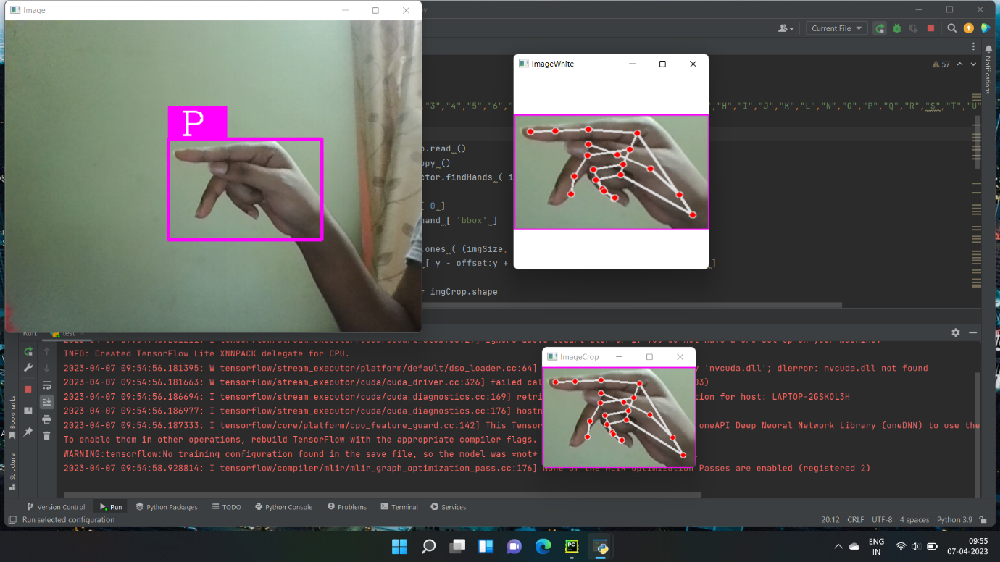 Image
Current File
ImageWhite
57
Notifications
P
"3","4","5","6",
"H","I","J","K","L","N","O","P","Q","R","S","T","U"
.read_()
py_()
ctor.findHands_( i
[ 0_]
hand_[ 'bbox'_]
.ones_( (imgSize,
_[ y - offset:y +
_]
= imgCrop.shape
Run:
test
INFO: Created TensorFlow Lite XNNPACK delegate for CPU.
ImageCrop
2023-04-07 09:54:56.181395: W tensorflow/stream_executor/platform/default/dso_loader.cc:64]
'nvcuda.dll'; dlerror: nvcuda.dll not found
2023-04-07 09:54:56.181663: W tensorflow/stream_executor/cuda/cuda_driver.cc:326] failed cal
03)
2023-04-07 09:54:56.186694: I tensorflow/stream_executor/cuda/cuda_diagnostics.cc:169] retri
tion for host: LAPTOP-2GSKOL3H
2023-04-07 09:54:56.186977: I tensorflow/stream_executor/cuda/cuda_diagnostics.cc:176] hostn
2023-04-07 09:54:56.187333: I tensorflow/core/platform/cpu_feature_guard.cc:142] This Tensor
oneAPI Deep Neural Network Library (oneDNN) to use the
To enable them in other operations, rebuild TensorFlow with the appropriate compiler flags.
WARNING:tensorflow:No training configuration found in the save file, so the model was *not*
2023-04-07 09:54:58.928814: I tensorflow/compiler/mlir/mlir_graph_optimization_pass.cc:176] None of the MLIR Optimization Passes are enabled (registered 2)
Bookmarks
Structure
Version Control
Run
Python Packages
TODO
Python Console
Problems
Terminal
Services
Run selected configuration
20:12 CRLF UTF-8 4 spaces Python 3.9
PC
ENG
IN
09:55
07-04-2023